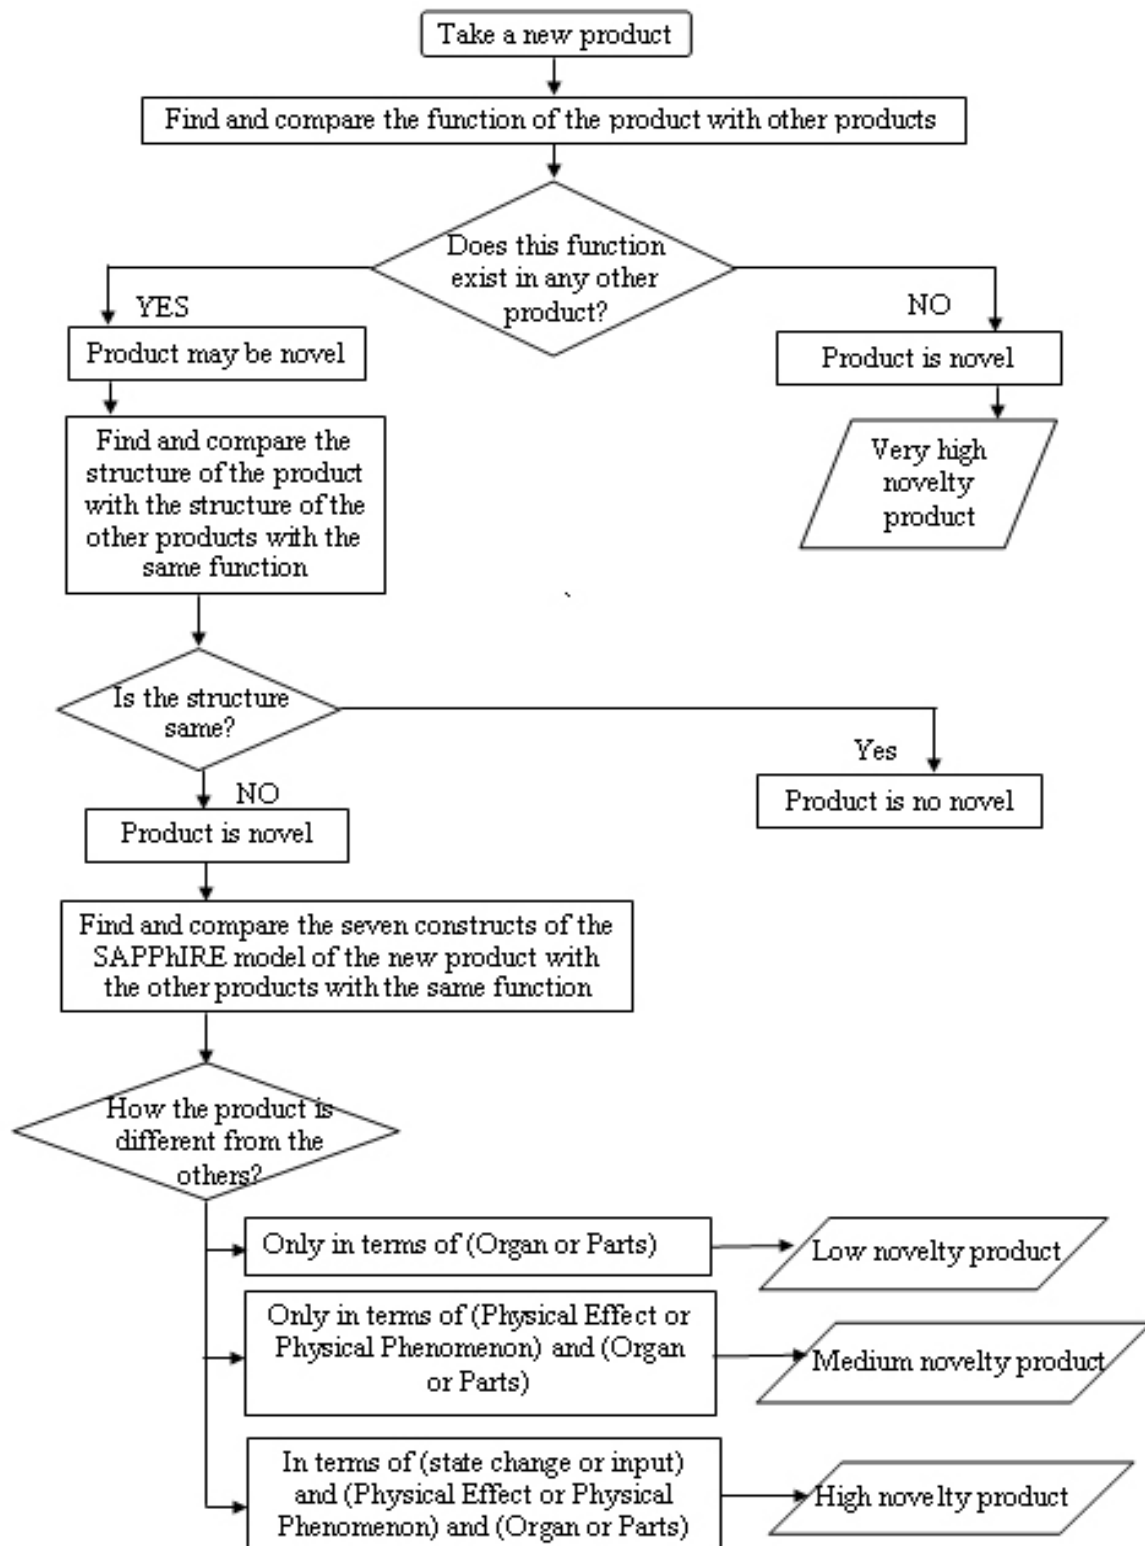 Take a new product
Find and compare the function of the product with other products
Does this function
exist in any other
product?
YES
NO
Product may be novel
Product is novel
Find and compare the
structure of the product
with the structure of the
other products with the
same function
Very high
novelty
product
Is the structure
same?
Yes
NO
Product is no novel
Product is novel
Find and compare the seven constructs of the
SAPPhIRE model of the new product with
the other products with the same function
How the product is
different from the
others?
Only in terms of (Organ or Parts)
Low novelty product
Only in terms of (Physical Effect or
Physical Phenomenon) and (Organ
or Parts)
Medium novelty product
In terms of (state change or input)
and (Physical Effect or Physical
Phenomenon) and (Organ or Parts)
High novelty product